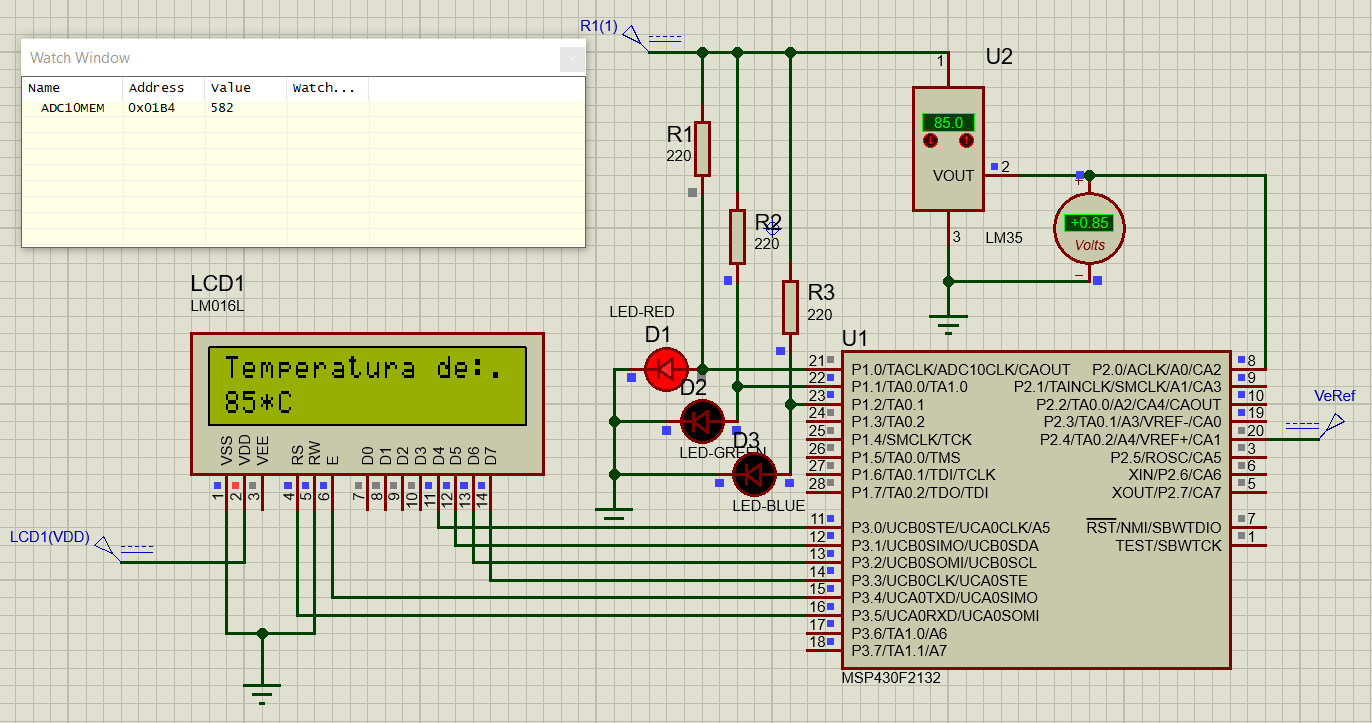 Watch Window
Name Address Value Watch...
ADC10MEM 0x01B4 582
R1(1)
U2
1
85.0
VOUT
2
3
LM35
+0.85
Volts
R1
220
R2
220
R3
220
LCD1
LM016L
Temperatura de:.
85*C
VSS VDD VEE RS RW E D0 D1 D2 D3 D4 D5 D6 D7
1 2 3 4 5 6 7 8 9 10 11 12 13 14
LCD1(VDD)
LED-RED
D1
D2
LED-GREEN
D3
LED-BLUE
U1
21 P1.0/TACLK/ADC10CLK/CAOUT P2.0/ACLK/A0/CA2 8
22 P1.1/TA0.0/TA1.0 P2.1/TAINCLK/SMCLK/A1/CA3 9
23 P1.2/TA0.1 P2.2/TA0.0/A2/CA4/CAOUT 10
24 P1.3/TA0.2 P2.3/TA0.1/A3/VREF-/CA0 19
25 P1.4/SMCLK/TCK P2.4/TA0.2/A4/VREF+/CA1 20
26 P1.5/TA0.0/TMS P2.5/ROSC/CA5 3
27 P1.6/TA0.1/TDI/TCLK XIN/P2.6/CA6 6
28 P1.7/TA0.2/TDO/TDI XOUT/P2.7/CA7 5
11 P3.0/UCB0STE/UCA0CLK/A5 RST/NMI/SBWTDIO 7
12 P3.1/UCB0SIMO/UCB0SDA TEST/SBWTCK 1
13 P3.2/UCB0SOMI/UCB0SCL
14 P3.3/UCB0CLK/UCA0STE
15 P3.4/UCA0TXD/UCA0SIMO
16 P3.5/UCA0RXD/UCA0SOMI
17 P3.6/TA1.0/A6
18 P3.7/TA1.1/A7
MSP430F2132
VeRef